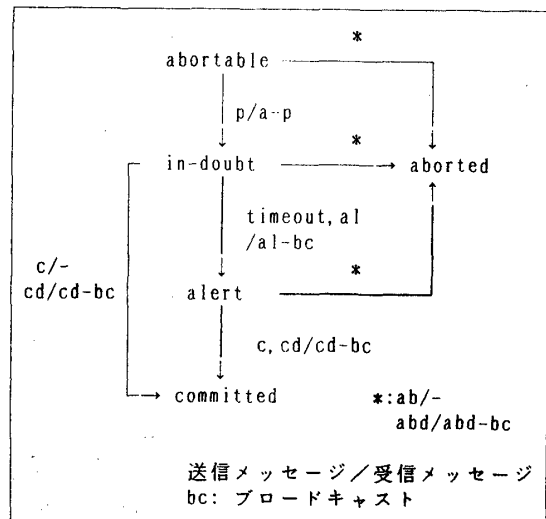 *
abortable
p/a-p
*
in-doubt
aborted
timeout,al
/al-bc
c/-
cd/cd-bc
*
alert
c,cd/cd-bc
committed
*:ab/-
abd/abd-bc
送信メッセージ/受信メッセージ
bc: ブロードキャスト